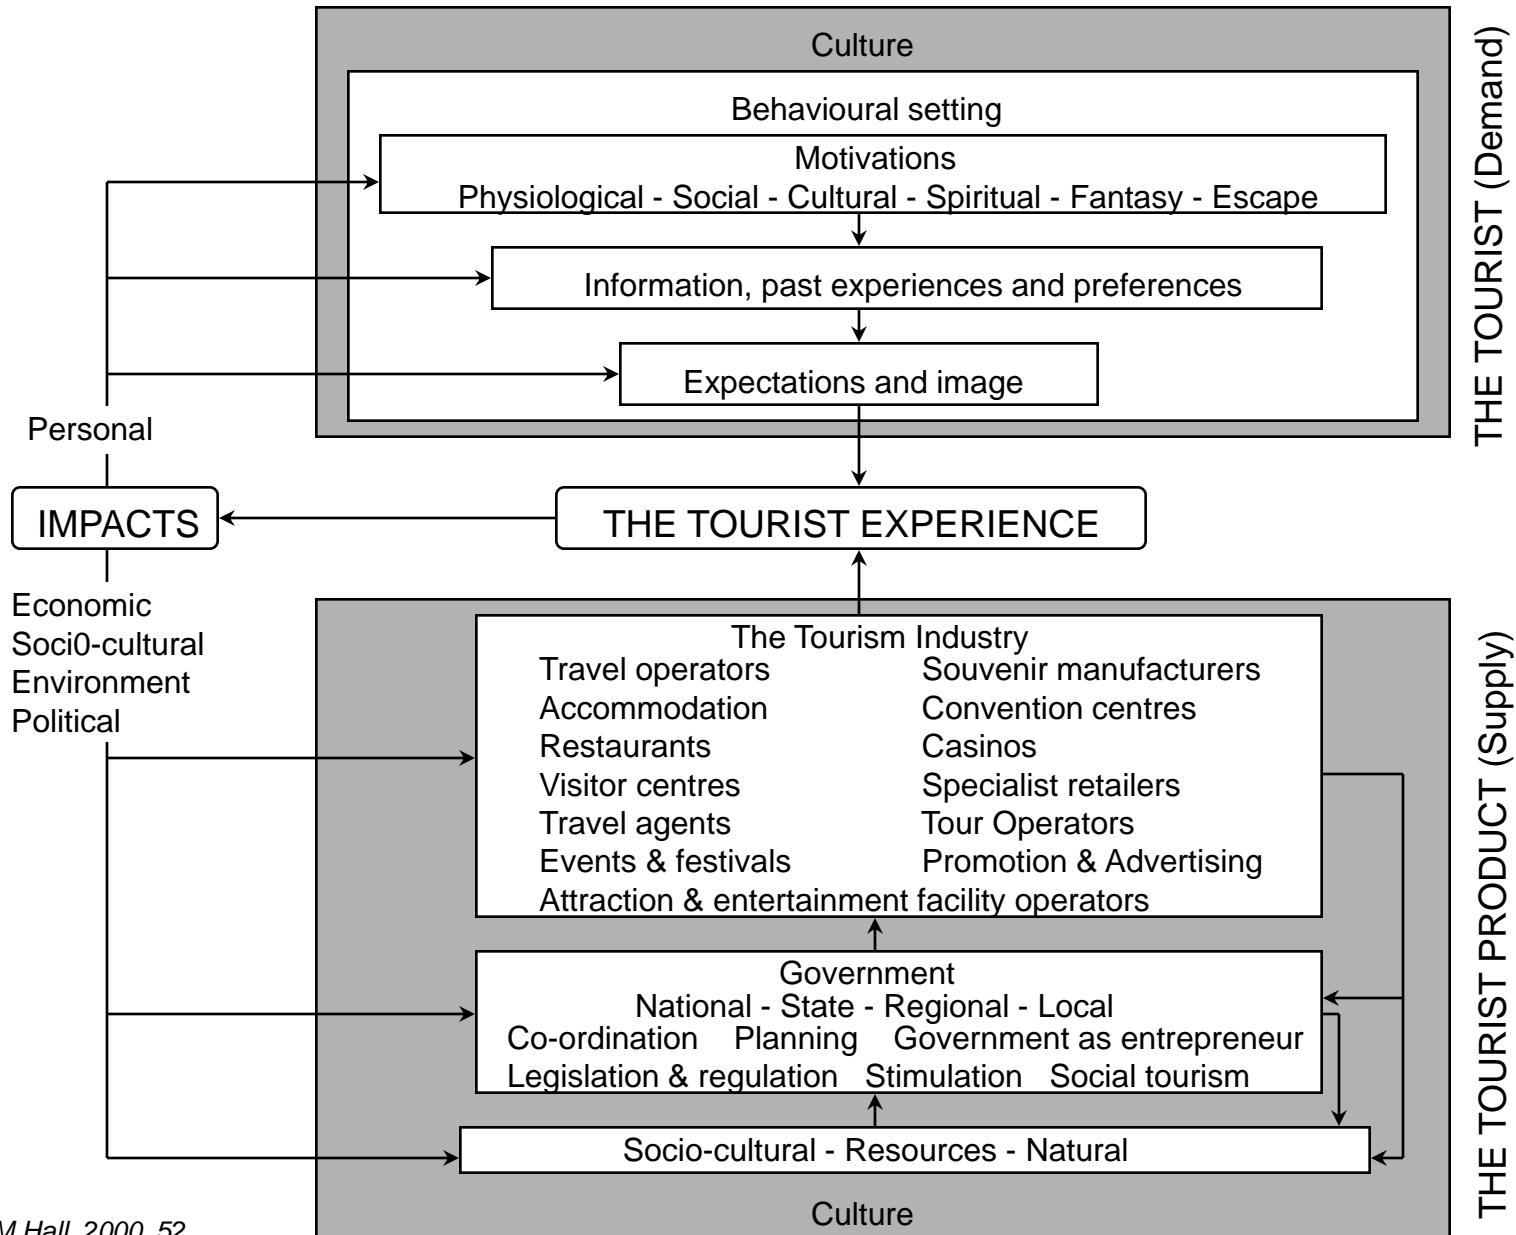 Culture
Behavioural setting
Motivations
Physiological - Social - Cultural - Spiritual - Fantasy - Escape
Information, past experiences and preferences
Expectations and image
THE TOURIST (Demand)
Personal
IMPACTS
THE TOURIST EXPERIENCE
Economic
Soci0-cultural
Environment
Political
The Tourism Industry
Travel operators
Souvenir manufacturers
Accommodation
Convention centres
Restaurants
Casinos
Visitor centres
Specialist retailers
Travel agents
Tour Operators
Events & festivals
Promotion & Advertising
Attraction & entertainment facility operators
Government
National - State - Regional - Local
Co-ordination Planning Government as entrepreneur
Legislation & regulation Stimulation Social tourism
Socio-cultural - Resources - Natural
Culture
THE TOURIST PRODUCT (Supply)
M Hall, 2000, 52